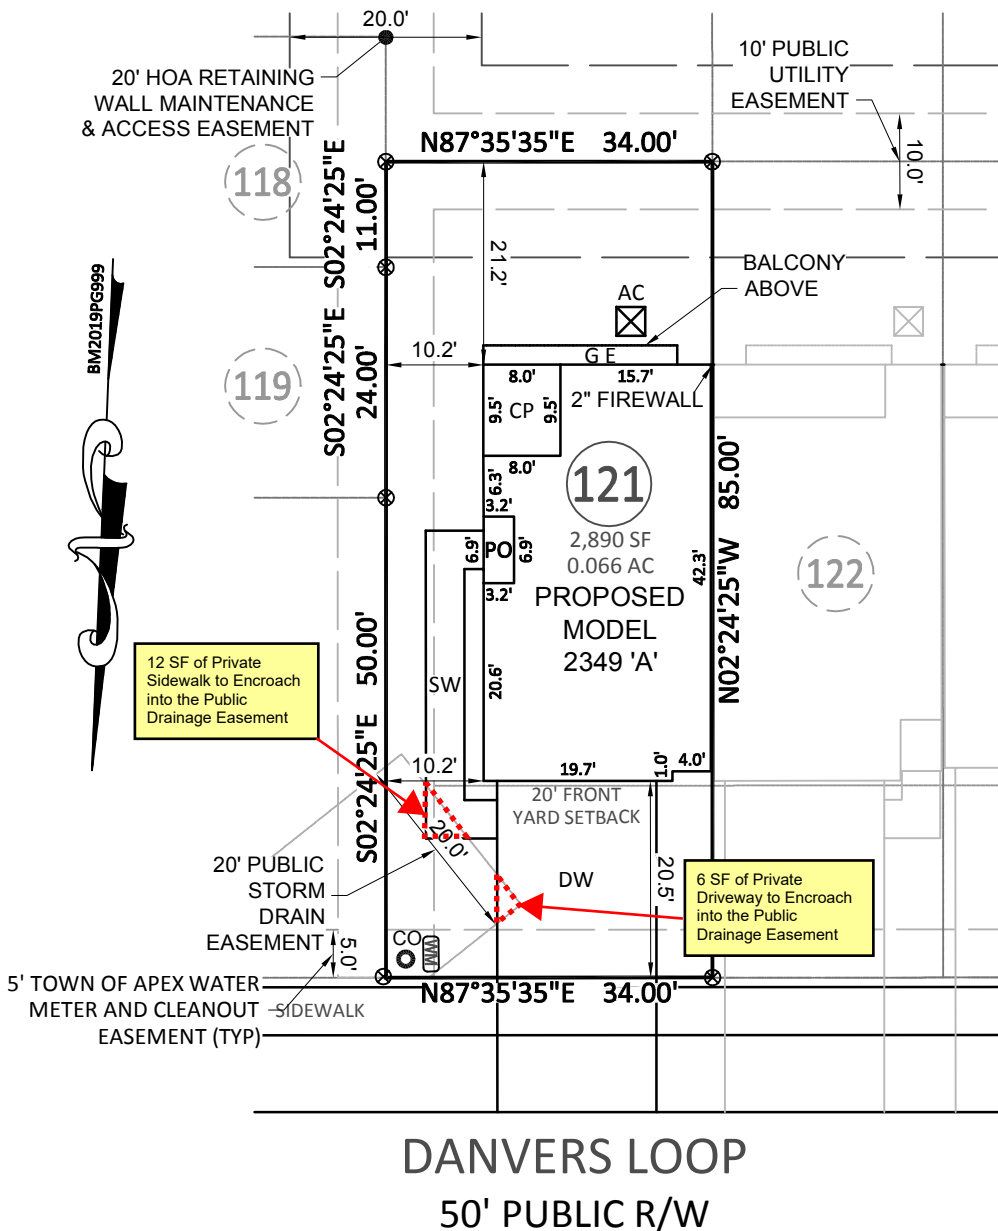 20.0'
20' HOA RETAINING
WALL MAINTENANCE
& ACCESS EASEMENT
10' PUBLIC
UTILITY
EASEMENT
10.0'
N87°35'35"E 34.00'
118
S02°24'25"E
11.00'
21.2'
BALCONY
ABOVE
AC
BM2019PG999
119
S02°24'25"E
24.00'
10.2'
G E
8.0'
15.7'
2" FIREWALL
9.5'
CP
9.5'
8.0'
6.3'
3.2'
121
2,890 SF
0.066 AC
PROPOSED
MODEL
2349 'A'
6.9'
PO
6.9'
3.2'
42.3'
N02°24'25"W 85.00'
122
12 SF of Private
Sidewalk to Encroach
into the Public
Drainage Easement
S02°24'25"E 50.00'
SW
20.6'
10.2'
19.7'
1.0'
4.0'
20' FRONT
YARD SETBACK
20.0'
20' PUBLIC
STORM
DRAIN
EASEMENT
DW
20.5'
6 SF of Private
Driveway to Encroach
into the Public
Drainage Easement
CO
WM
5.0'
5' TOWN OF APEX WATER
METER AND CLEANOUT
EASEMENT (TYP)
SIDEWALK
N87°35'35"E 34.00'
DANVERS LOOP
50' PUBLIC R/W